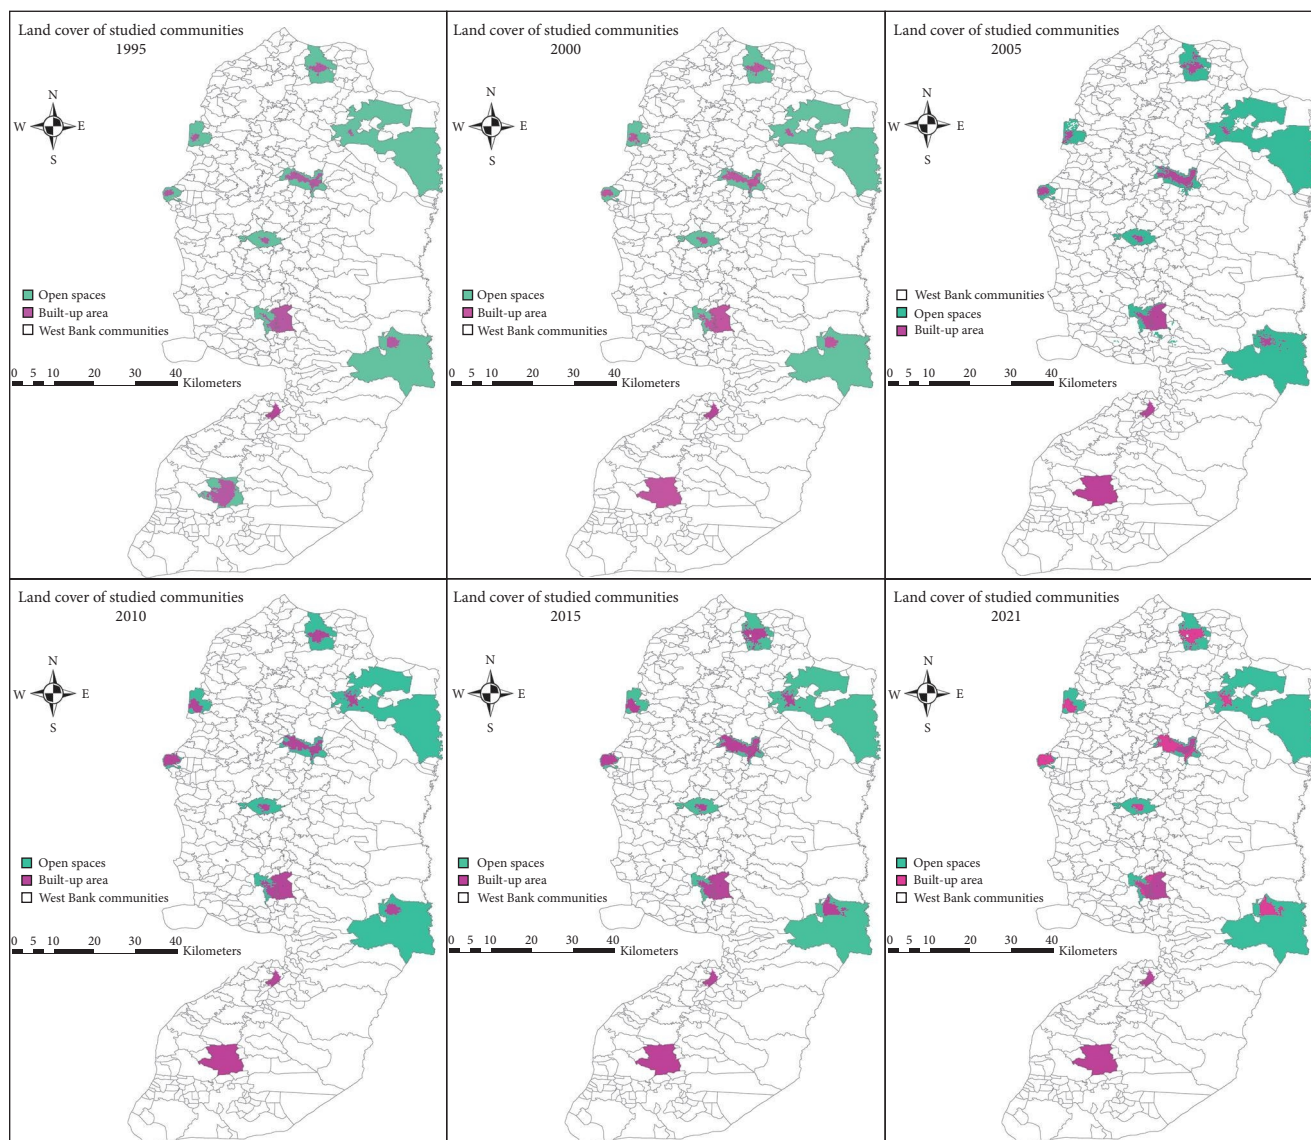 Land cover of studied communities
1995
N
W E
S
Open spaces
Built-up area
West Bank communities
0 5 10 20 30 40
Kilometers
Land cover of studied communities
2000
N
W E
S
Open spaces
Built-up area
West Bank communities
0 5 10 20 30 40
Kilometers
Land cover of studied communities
2005
N
W E
S
West Bank communities
Open spaces
Built-up area
0 5 10 20 30 40
Kilometers
Land cover of studied communities
2010
N
W E
S
Open spaces
Built-up area
West Bank communities
0 5 10 20 30 40
Kilometers
Land cover of studied communities
2015
N
W E
S
Open spaces
Built-up area
West Bank communities
0 5 10 20 30 40
Kilometers
Land cover of studied communities
2021
N
W E
S
Open spaces
Built-up area
West Bank communities
0 5 10 20 30 40
Kilometers